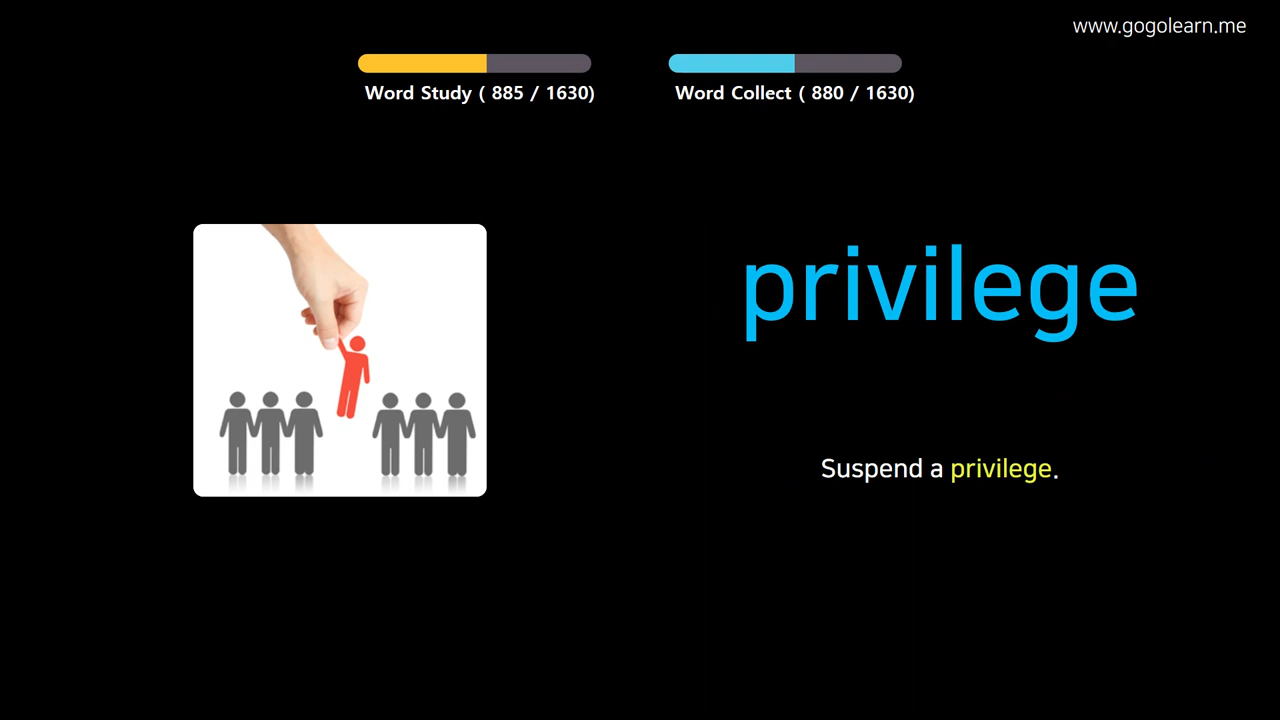 www.gogolearn.me
Word Study ( 885 / 1630)
Word Collect ( 880 / 1630)
privilege
Suspend a privilege.